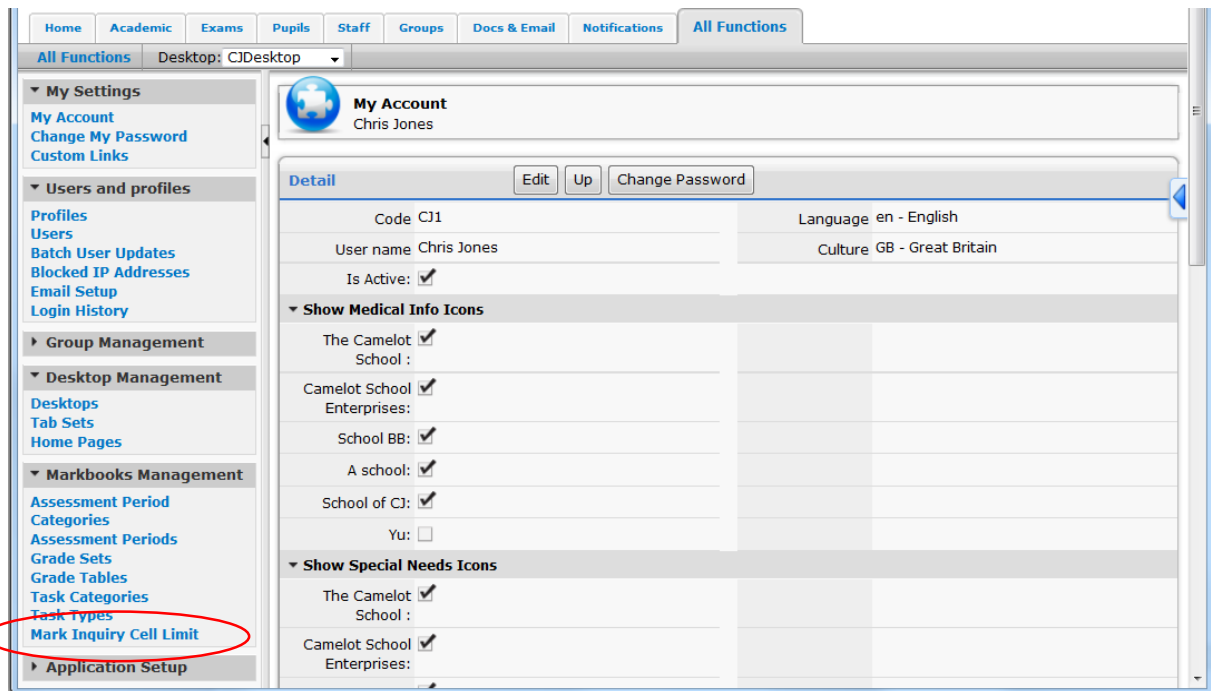 Home Academic Exams Pupils Staff Groups Docs & Email Notifications All Functions
All Functions Desktop: CJDesktop
My Settings
My Account
Change My Password
Custom Links
Users and profiles
Profiles
Users
Batch User Updates
Blocked IP Addresses
Email Setup
Login History
Group Management
Desktop Management
Desktops
Tab Sets
Home Pages
Markbooks Management
Assessment Period
Categories
Assessment Periods
Grade Sets
Grade Tables
Task Categories
Task Types
Mark Inquiry Cell Limit
Application Setup
My Account
Chris Jones
Detail Edit Up Change Password
Code CJ1 Language en - English
User name Chris Jones Culture GB - Great Britain
Is Active:
Show Medical Info Icons
The Camelot
School :
Camelot School
Enterprises:
School BB:
A school:
School of CJ:
Yu:
Show Special Needs Icons
The Camelot
School :
Camelot School
Enterprises: